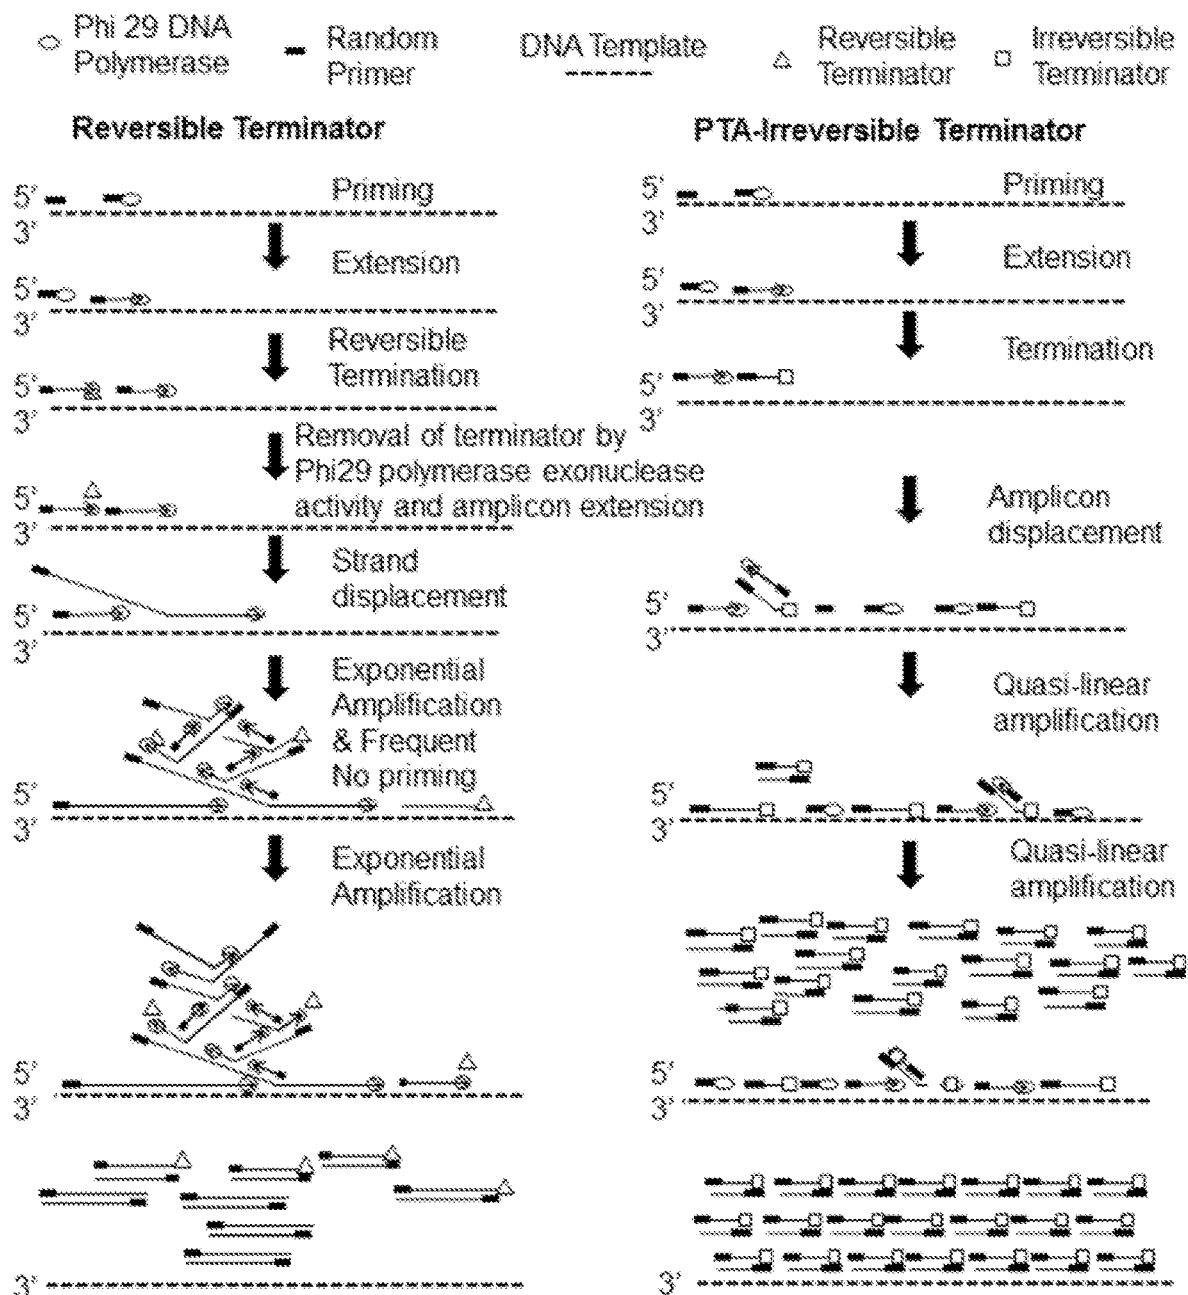 Phi 29 DNA
Polymerase
Random
Primer
DNA Template
Reversible
Terminator
Irreversible
Terminator
Reversible Terminator
5'
3'
Priming
Extension
5'
3'
Reversible
Termination
5'
3'
Removal of terminator by
Phi29 polymerase exonuclease
activity and amplicon extension
5'
3'
Strand
displacement
5'
3'
Exponential
Amplification
& Frequent
No priming
5'
3'
Exponential
Amplification
5'
3'
3'
PTA-Irreversible Terminator
5'
3'
Priming
Extension
5'
3'
Termination
5'
3'
Amplicon
displacement
5'
3'
Quasi-linear
amplification
5'
3'
Quasi-linear
amplification
5'
3'
3'